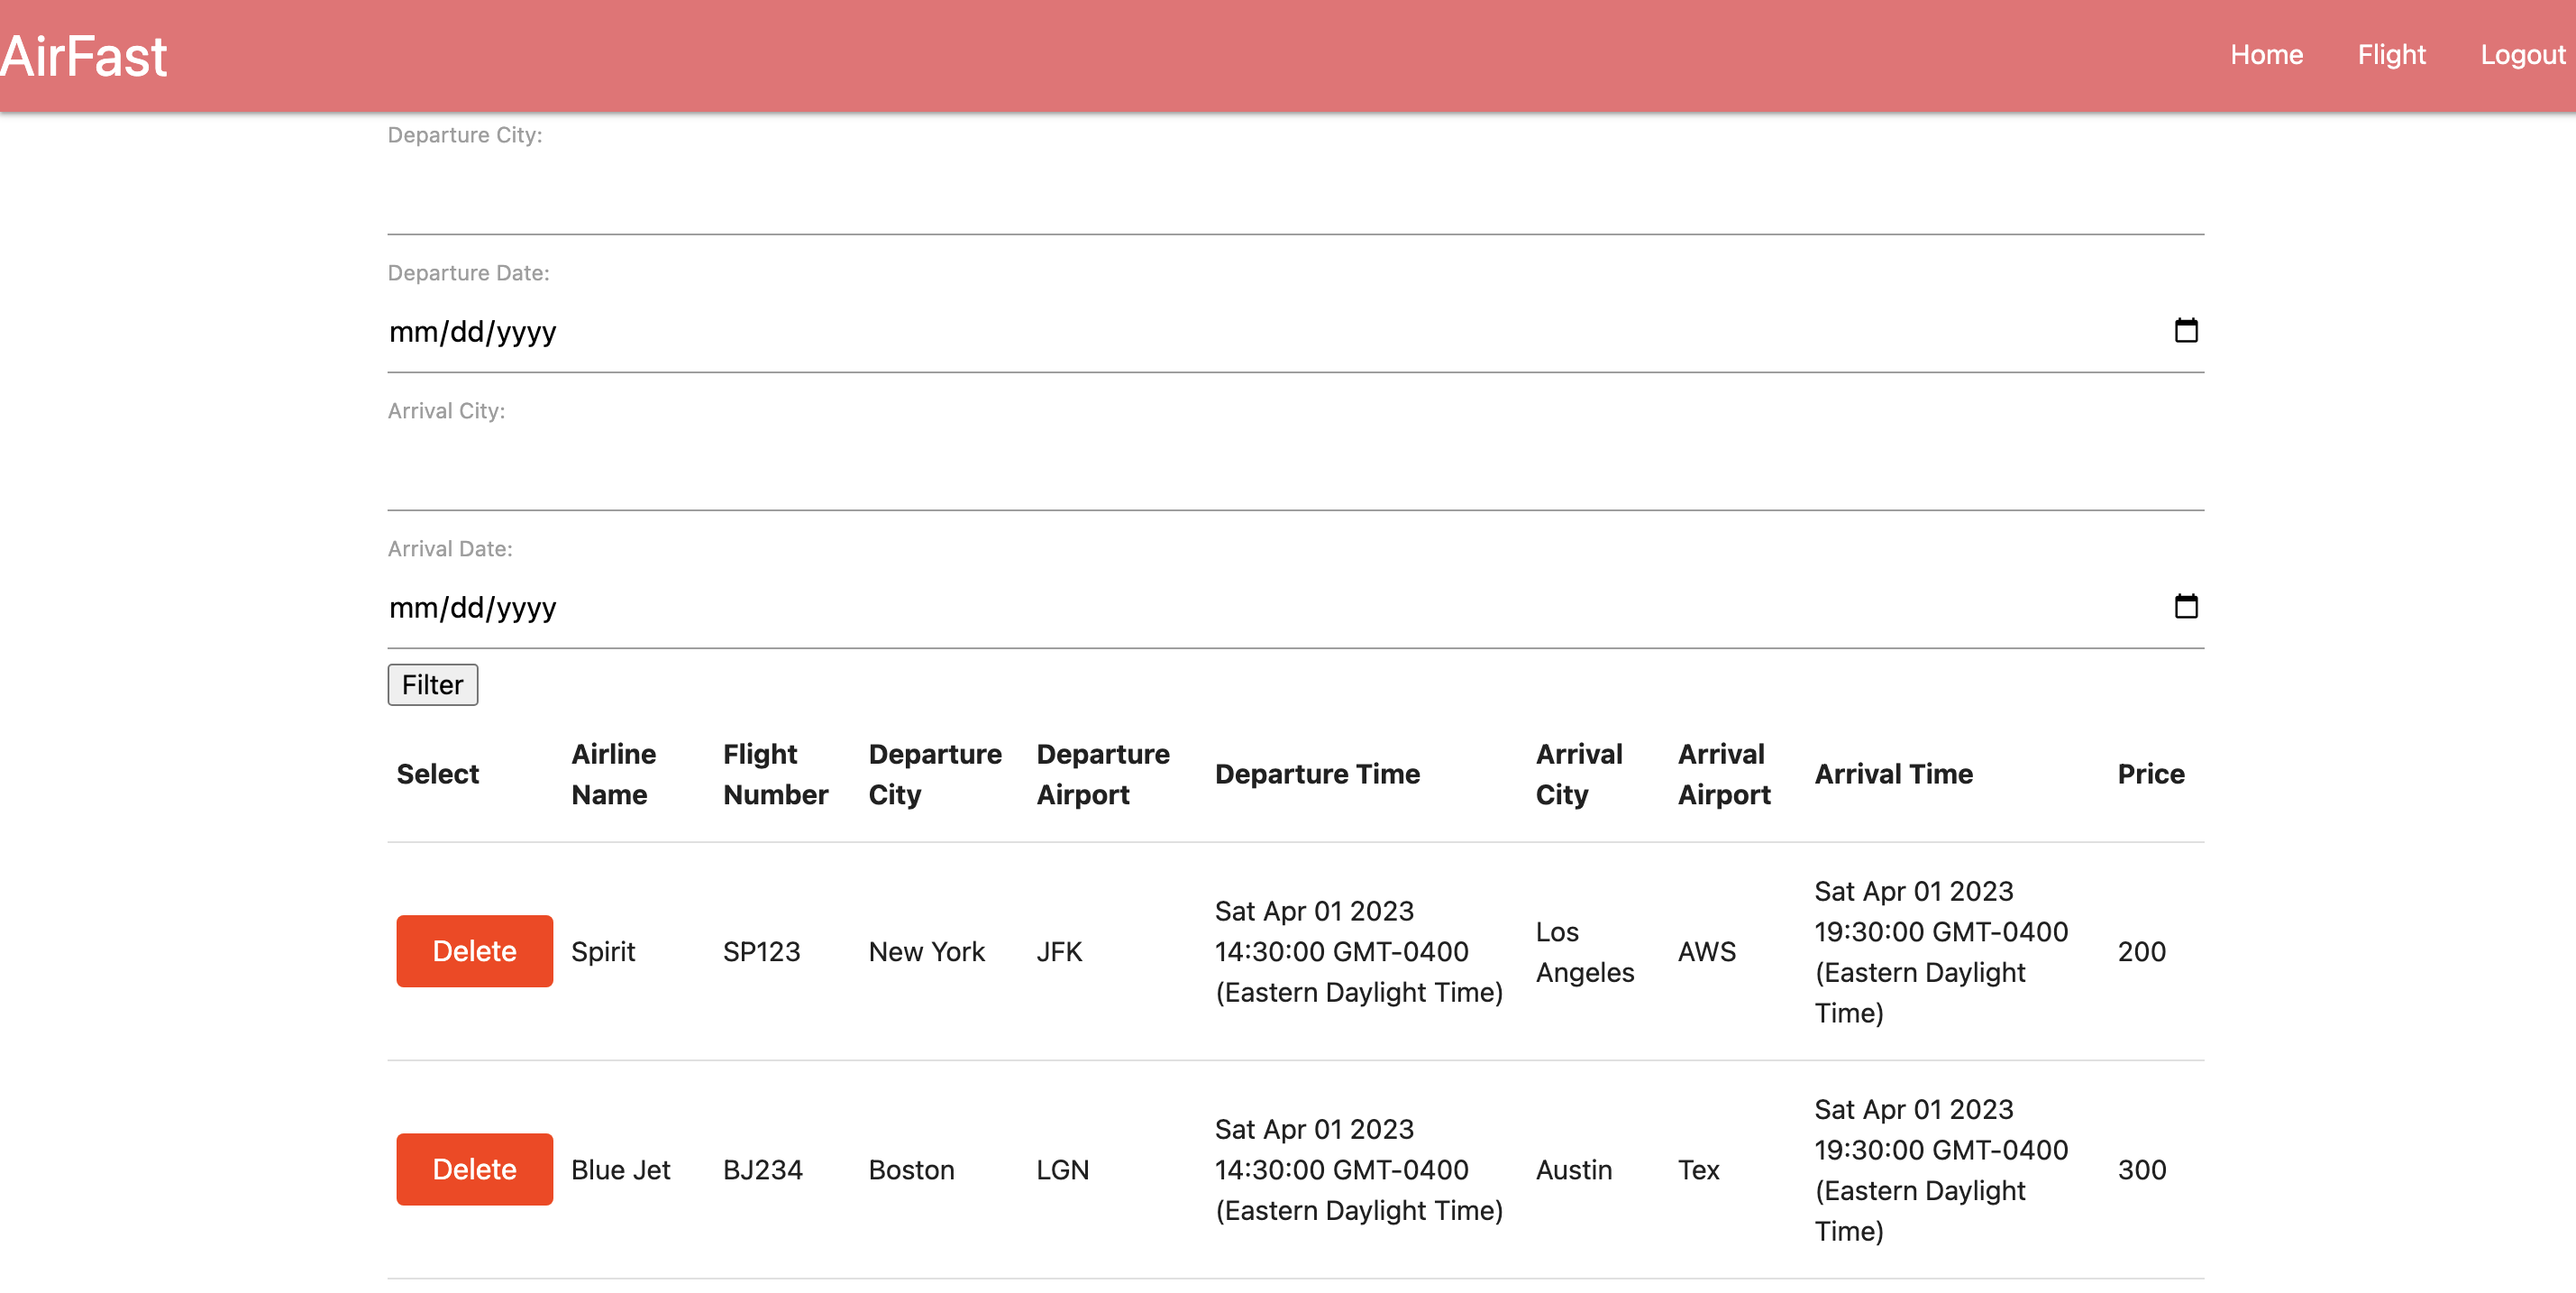 AirFast
Home Flight Logout
Departure City:
Departure Date:
mm/dd/yyyy
Arrival City:
Arrival Date:
mm/dd/yyyy
Filter
Select Airline Name Flight Number Departure City Departure Airport Departure Time Arrival City Arrival Airport Arrival Time Price
Delete Spirit SP123 New York JFK Sat Apr 01 2023 14:30:00 GMT-0400 (Eastern Daylight Time) Los Angeles AWS Sat Apr 01 2023 19:30:00 GMT-0400 (Eastern Daylight Time) 200
Delete Blue Jet BJ234 Boston LGN Sat Apr 01 2023 14:30:00 GMT-0400 (Eastern Daylight Time) Austin Tex Sat Apr 01 2023 19:30:00 GMT-0400 (Eastern Daylight Time) 300